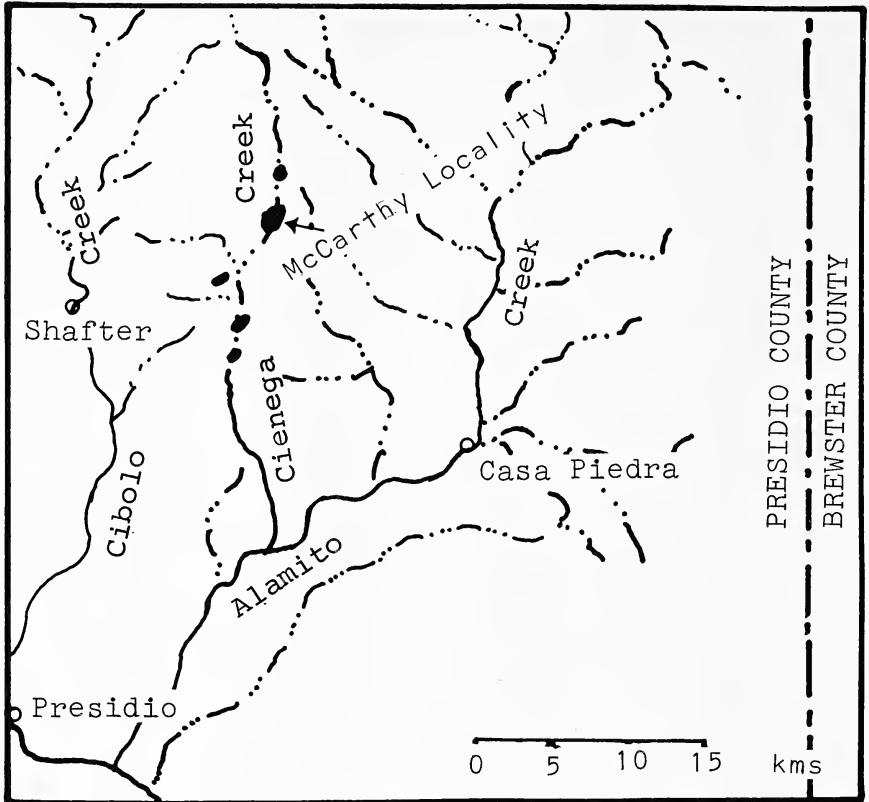 Creek
McCarthy Locality
Creek
Creek
Shafter
PRESIDIO COUNTY
BREWSTER COUNTY
Cienega
Casa Piedra
Cibolo
Alamito
Presidio
0 5 10 15 kms